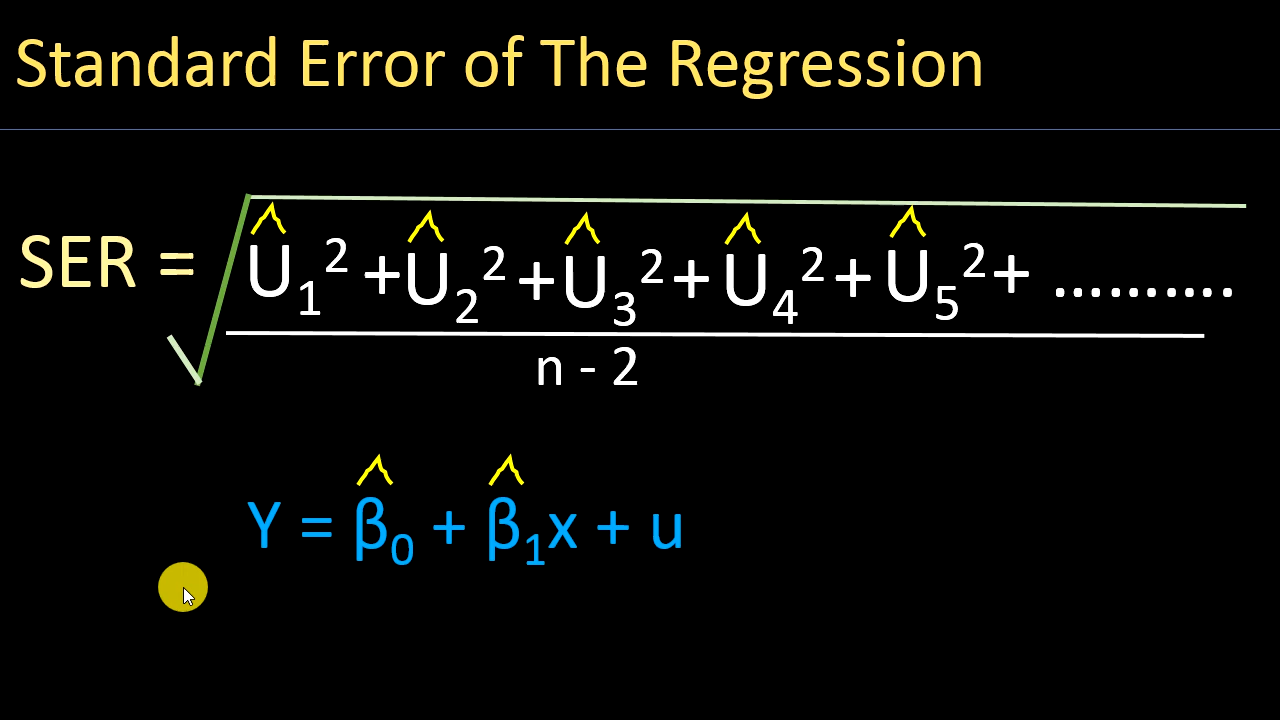 Standard Error of The Regression
SER = √ Û₁² + Û₂² + Û₃² + Û₄² + Û₅² + ..........
n - 2
Y = β̂₀ + β̂₁x + u